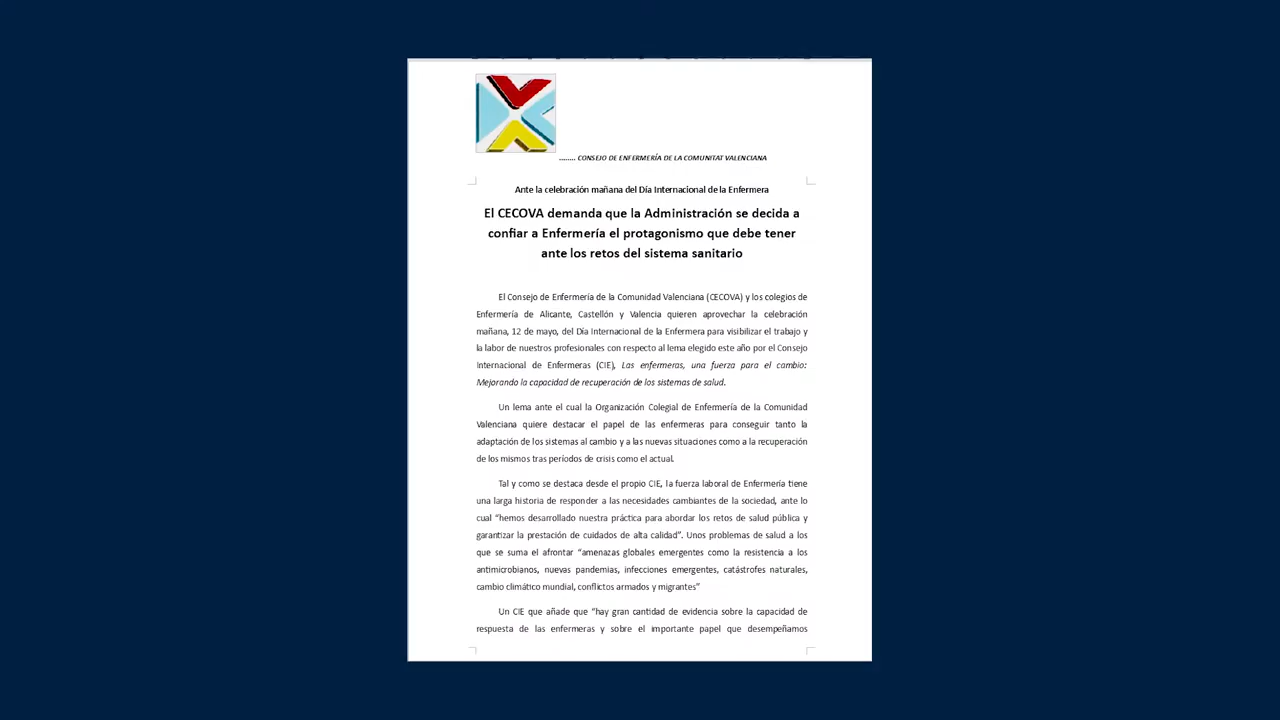 ........ CONSEJO DE ENFERMERÍA DE LA COMUNITAT VALENCIANA
Ante la celebración mañana del Día Internacional de la Enfermera
El CECOVA demanda que la Administración se decida a
confiar a Enfermería el protagonismo que debe tener
ante los retos del sistema sanitario
El Consejo de Enfermería de la Comunidad Valenciana (CECOVA) y los colegios de
Enfermería de Alicante, Castellón y Valencia quieren aprovechar la celebración
mañana, 12 de mayo, del Día Internacional de la Enfermera para visibilizar el trabajo y
la labor de nuestros profesionales con respecto al lema elegido este año por el Consejo
Internacional de Enfermeras (CIE), Las enfermeras, una fuerza para el cambio:
Mejorando la capacidad de recuperación de los sistemas de salud.
Un lema ante el cual la Organización Colegial de Enfermería de la Comunidad
Valenciana quiere destacar el papel de las enfermeras para conseguir tanto la
adaptación de los sistemas al cambio y a las nuevas situaciones como a la recuperación
de los mismos tras períodos de crisis como el actual.
Tal y como se destaca desde el propio CIE, la fuerza laboral de Enfermería tiene
una larga historia de responder a las necesidades cambiantes de la sociedad, ante lo
cual “hemos desarrollado nuestra práctica para abordar los retos de salud pública y
garantizar la prestación de cuidados de alta calidad”. Unos problemas de salud a los
que se suma el afrontar “amenazas globales emergentes como la resistencia a los
antimicrobianos, nuevas pandemias, infecciones emergentes, catástrofes naturales,
cambio climático mundial, conflictos armados y migrantes”
Un CIE que añade que “hay gran cantidad de evidencia sobre la capacidad de
respuesta de las enfermeras y sobre el importante papel que desempeñamos